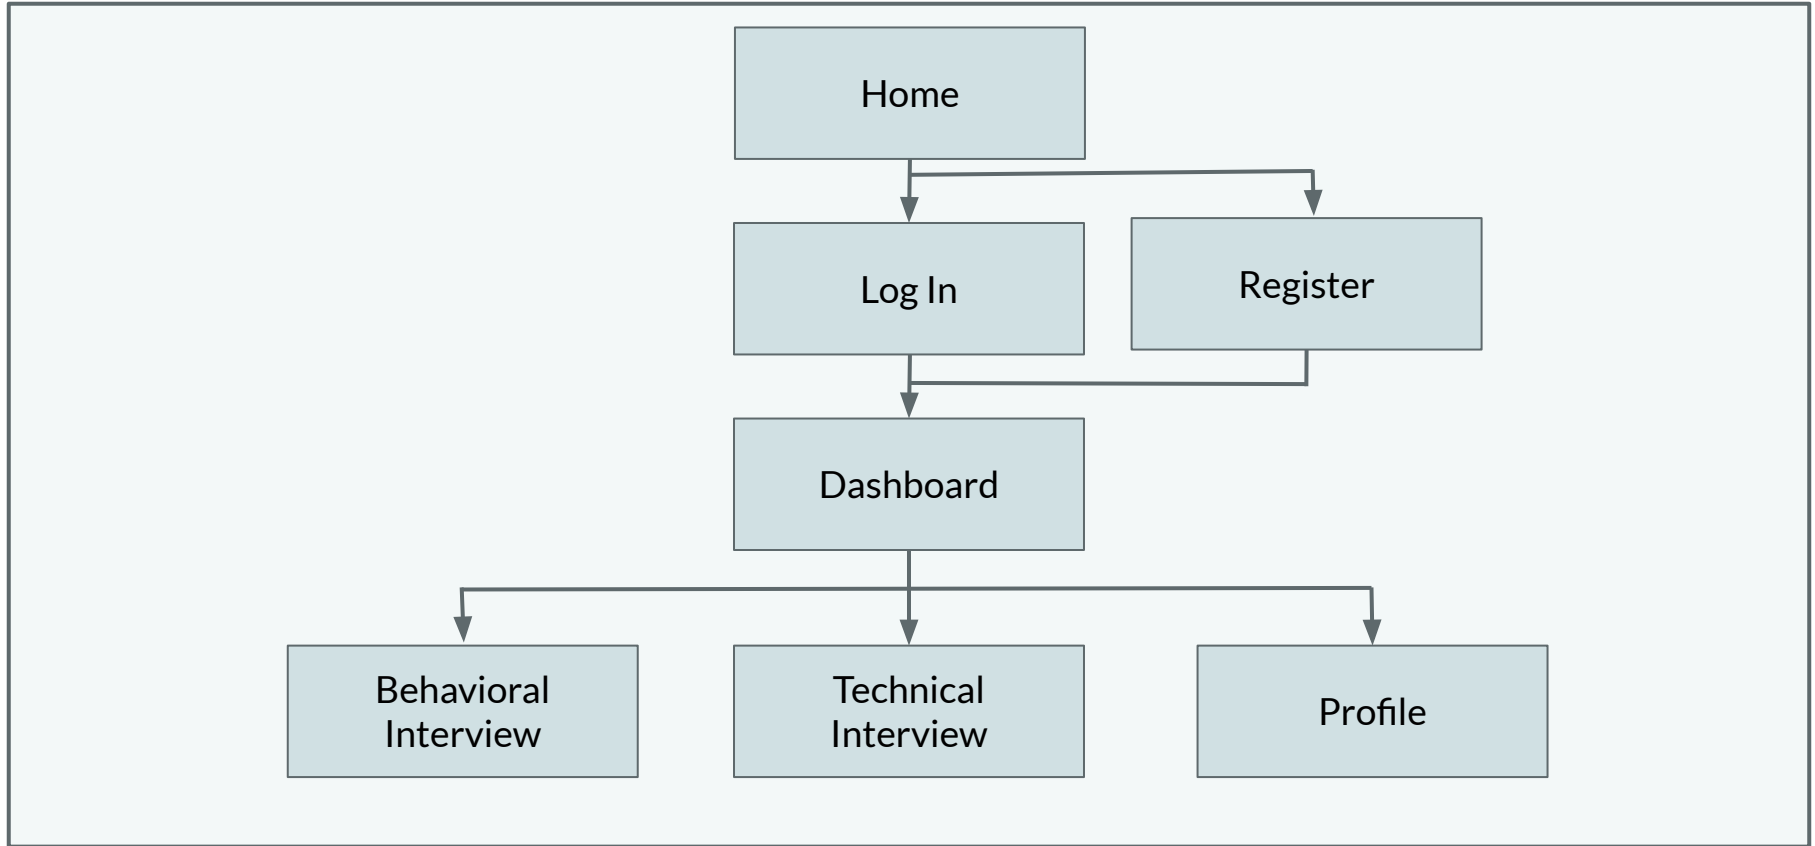 Home
Log In
Register
Dashboard
Behavioral
Interview
Technical
Interview
Profile